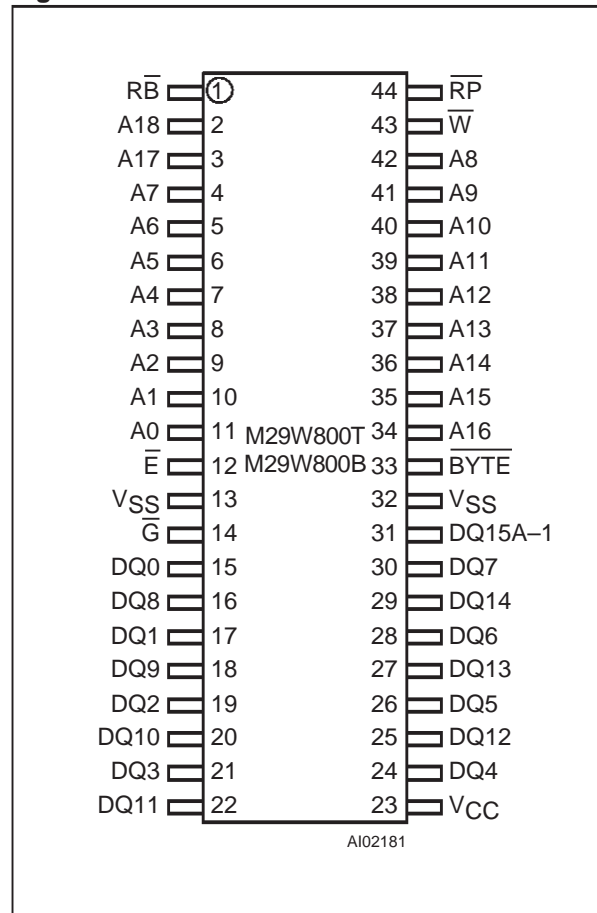 RB̅ 1 44 R̅P̅
A18 2 43 W̅
A17 3 42 A8
A7 4 41 A9
A6 5 40 A10
A5 6 39 A11
A4 7 38 A12
A3 8 37 A13
A2 9 36 A14
A1 10 35 A15
A0 11 M29W800T 34 A16
E̅ 12 M29W800B 33 B̅Y̅T̅E̅
VSS 13 32 VSS
G̅ 14 31 DQ15A–1
DQ0 15 30 DQ7
DQ8 16 29 DQ14
DQ1 17 28 DQ6
DQ9 18 27 DQ13
DQ2 19 26 DQ5
DQ10 20 25 DQ12
DQ3 21 24 DQ4
DQ11 22 23 VCC
AI02181